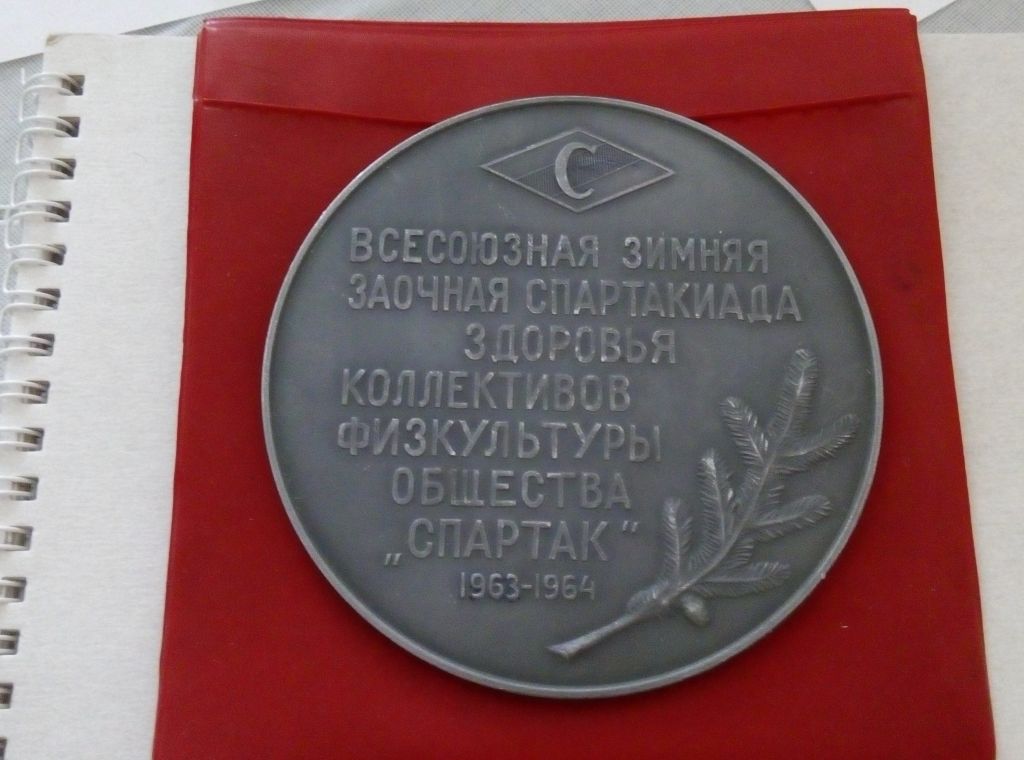 С
ВСЕСОЮЗНАЯ ЗИМНЯЯ
ЗАОЧНАЯ СПАРТАКИАДА
ЗДОРОВЬЯ
КОЛЛЕКТИВОВ
ФИЗКУЛЬТУРЫ
ОБЩЕСТВА
„СПАРТАК"
1963-1964